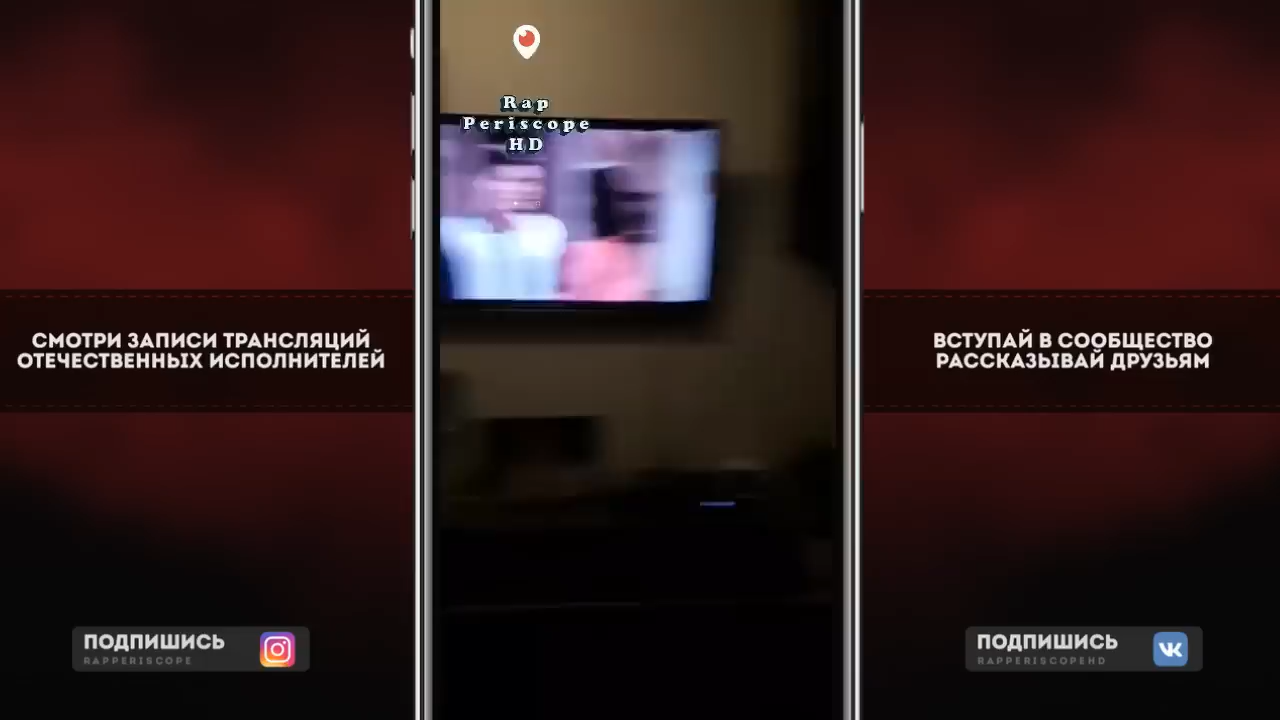 Rap
Periscope
HD
СМОТРИ ЗАПИСИ ТРАНСЛЯЦИЙ
ОТЕЧЕСТВЕННЫХ ИСПОЛНИТЕЛЕЙ
ВСТУПАЙ В СООБЩЕСТВО
РАССКАЗЫВАЙ ДРУЗЬЯМ
ПОДПИШИСЬ
RAPPERISCOPE
ПОДПИШИСЬ
RAPPERISCOPEHD